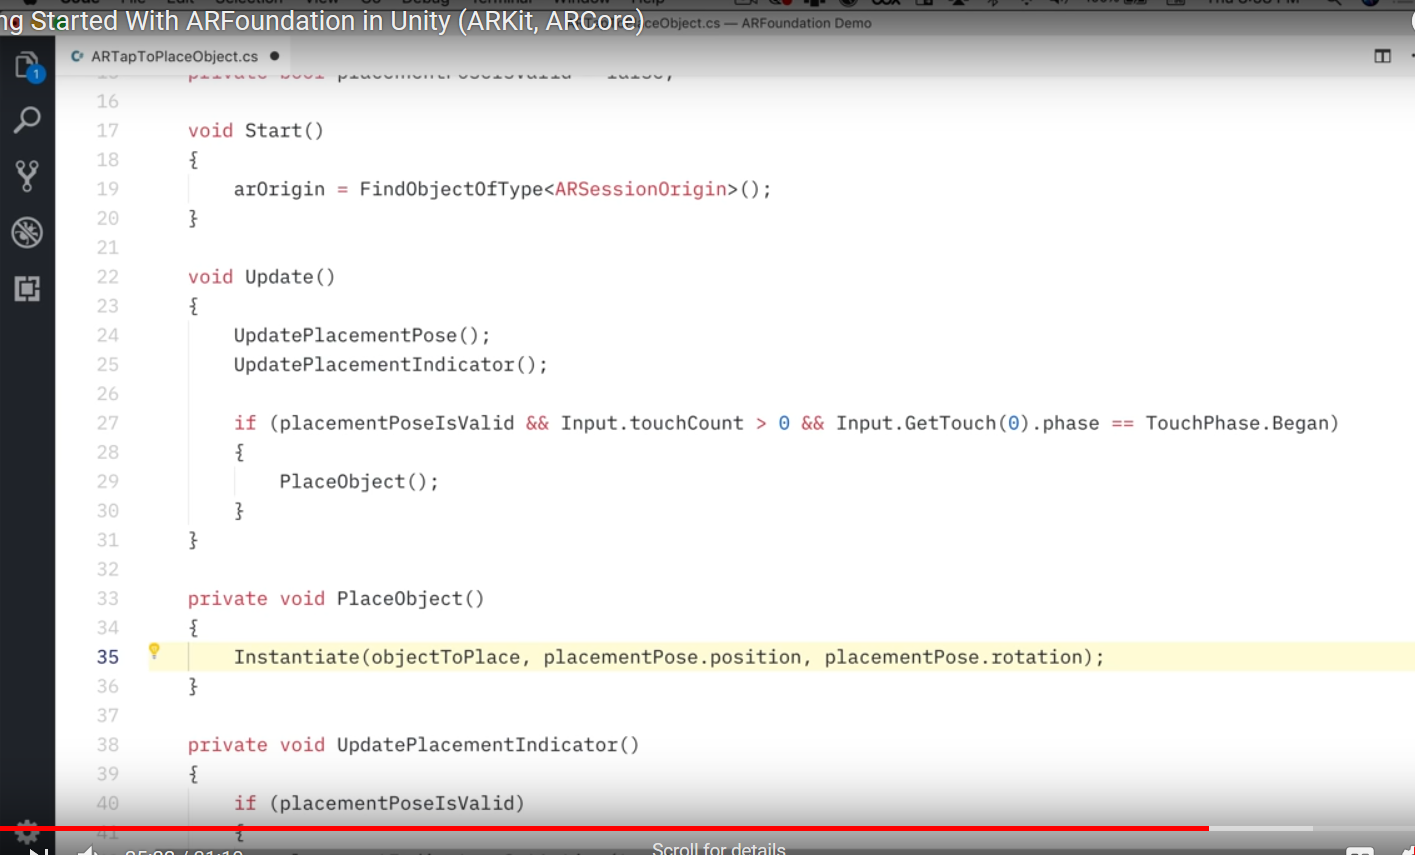 ng Started With ARFoundation in Unity (ARKit, ARCore)
ceObject.cs — ARFoundation Demo
ARTapToPlaceObject.cs
1
16
17 void Start()
18 {
19 arOrigin = FindObjectOfType<ARSessionOrigin>();
20 }
21
22 void Update()
23 {
24 UpdatePlacementPose();
25 UpdatePlacementIndicator();
26
27 if (placementPoseIsValid && Input.touchCount > 0 && Input.GetTouch(0).phase == TouchPhase.Began)
28 {
29 PlaceObject();
30 }
31 }
32
33 private void PlaceObject()
34 {
35 Instantiate(objectToPlace, placementPose.position, placementPose.rotation);
36 }
37
38 private void UpdatePlacementIndicator()
39 {
40 if (placementPoseIsValid)
41 {
Scroll for details